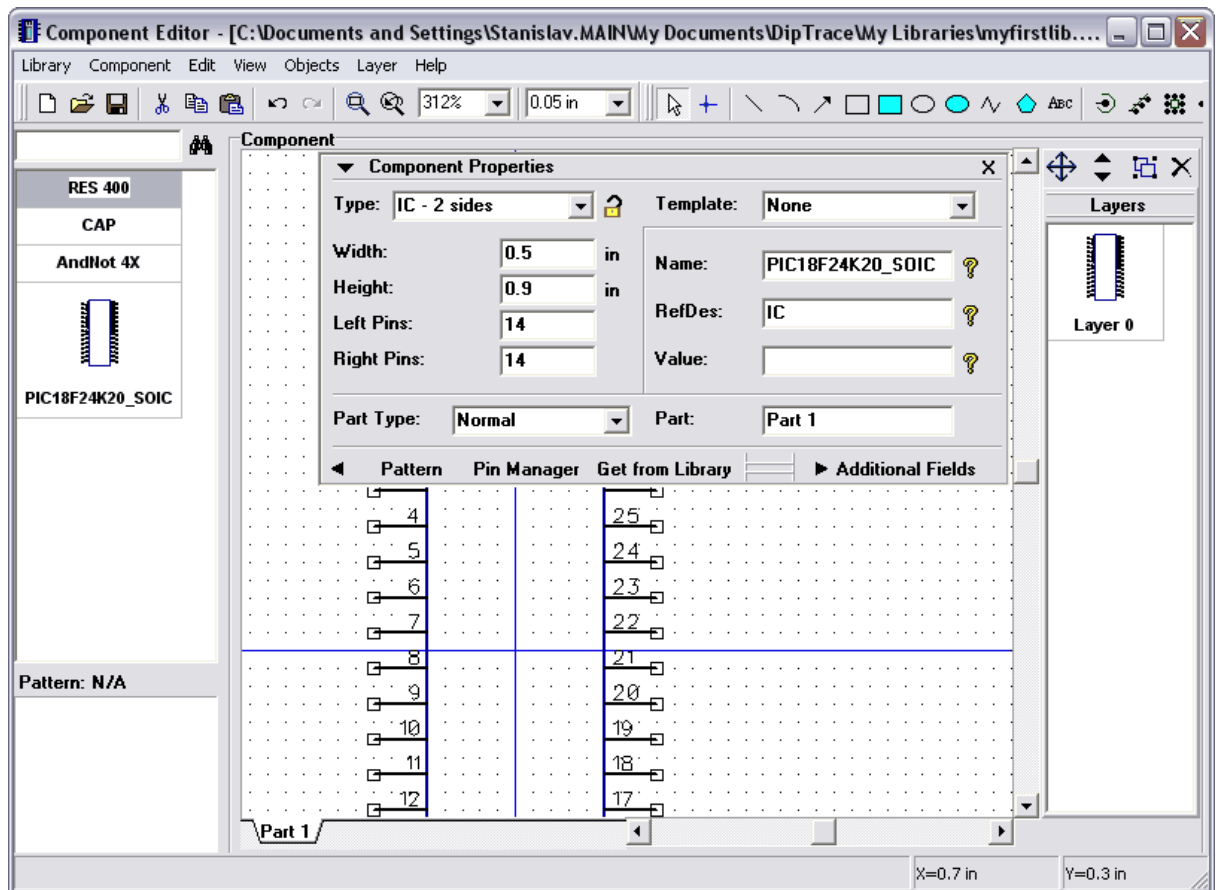 Component Editor - [C:\Documents and Settings\Stanislav.MAIN\My Documents\DipTrace\My Libraries\myfirstlib....
Library Component Edit View Objects Layer Help
312% 0.05 in ABC
Component
RES 400
CAP
AndNot 4X
PIC18F24K20_SOIC
Pattern: N/A
Component Properties X
Type: IC - 2 sides Template: None
Width: 0.5 in
Height: 0.9 in
Left Pins: 14
Right Pins: 14
Name: PIC18F24K20_SOIC
RefDes: IC
Value:
Part Type: Normal Part: Part 1
Pattern Pin Manager Get from Library Additional Fields
4 25
5 24
6 23
7 22
8 21
9 20
10 19
11 18
12 17
Part 1
Layers
Layer 0
X=0.7 in Y=0.3 in